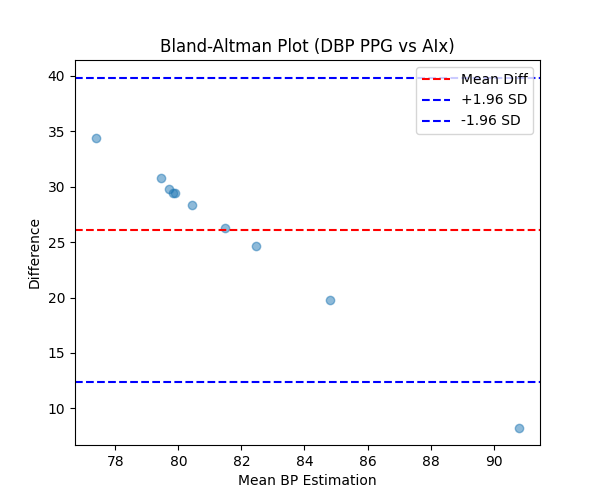 Bland-Altman Plot (DBP PPG vs AIx)
Mean Diff
+1.96 SD
-1.96 SD
Difference
40
35
30
25
20
15
10
78 80 82 84 86 88 90
Mean BP Estimation